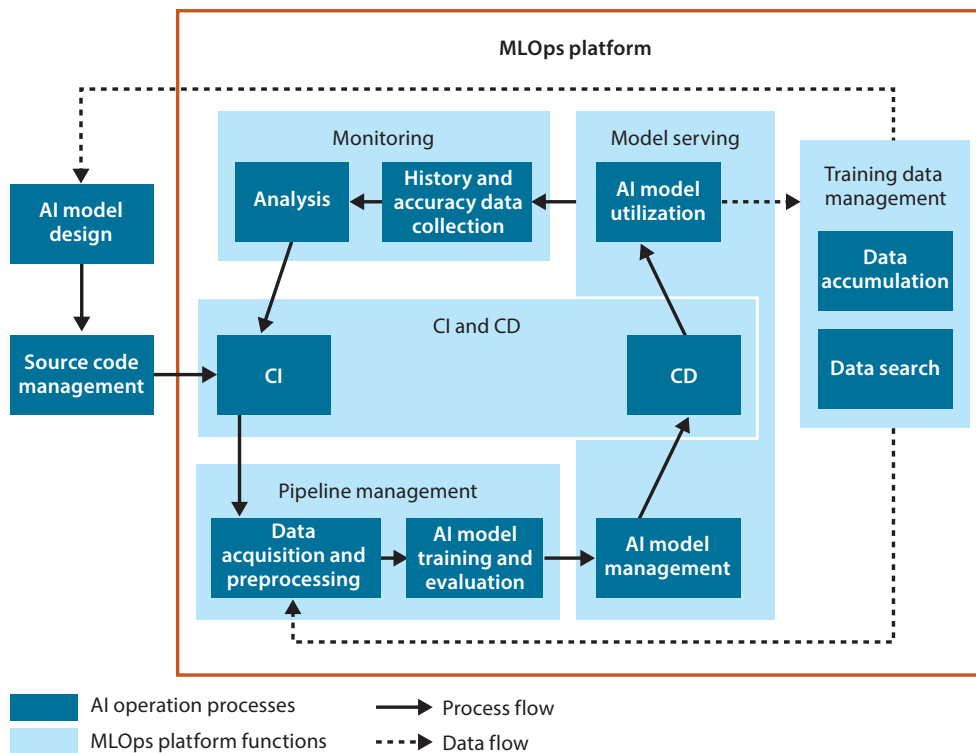 MLOps platform
Monitoring
Model serving
Training data
management
Analysis
History and
accuracy data
collection
AI model
utilization
AI model
design
Data
accumulation
CI and CD
Source code
management
CI
CD
Data search
Pipeline management
Data
acquisition and
preprocessing
AI model
training and
evaluation
AI model
management
AI operation processes
Process flow
MLOps platform functions
Data flow